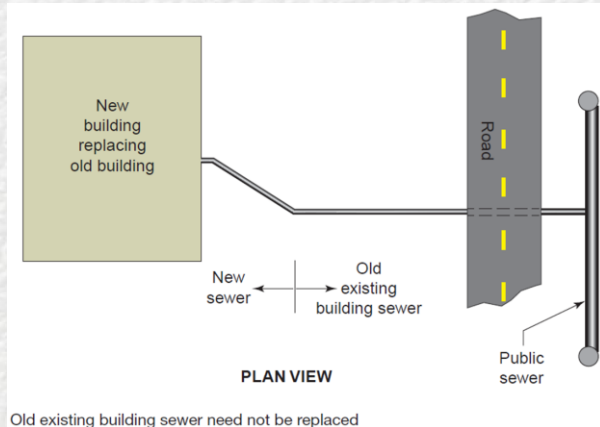 New
building
replacing
old building
Road
New
sewer
Old
existing
building sewer
Public
sewer
PLAN VIEW
Old existing building sewer need not be replaced